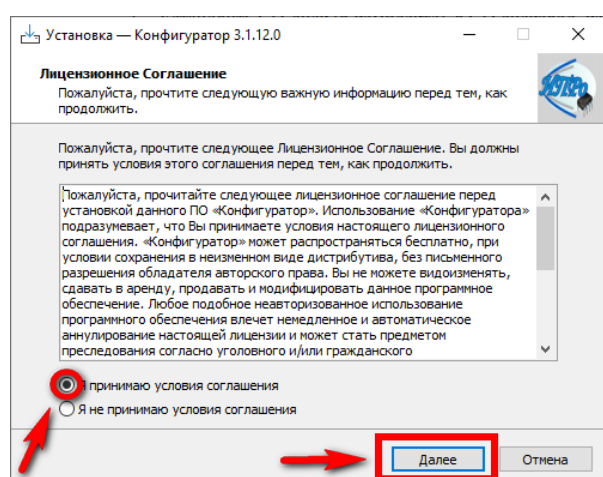 Установка — Конфигуратор 3.1.12.0
Лицензионное Соглашение
Пожалуйста, прочтите следующую важную информацию перед тем, как
продолжить.
Пожалуйста, прочтите следующее Лицензионное Соглашение. Вы должны
принять условия этого соглашения перед тем, как продолжить.
Пожалуйста, прочитайте следующее лицензионное соглашение перед
установкой данного ПО «Конфигуратор». Использование «Конфигуратора»
подразумевает, что Вы принимаете условия настоящего лицензионного
соглашения. «Конфигуратор» может распространяться бесплатно, при
условии сохранения в неизменном виде дистрибутива, без письменного
разрешения обладателя авторского права. Вы не можете видоизменять,
сдавать в аренду, продавать и модифицировать данное программное
обеспечение. Любое подобное неавторизованное использование
программного обеспечения влечет немедленное и автоматическое
аннулирование настоящей лицензии и может стать предметом
преследования согласно уголовного и/или гражданского
Я принимаю условия соглашения
Я не принимаю условия соглашения
Далее
Отмена